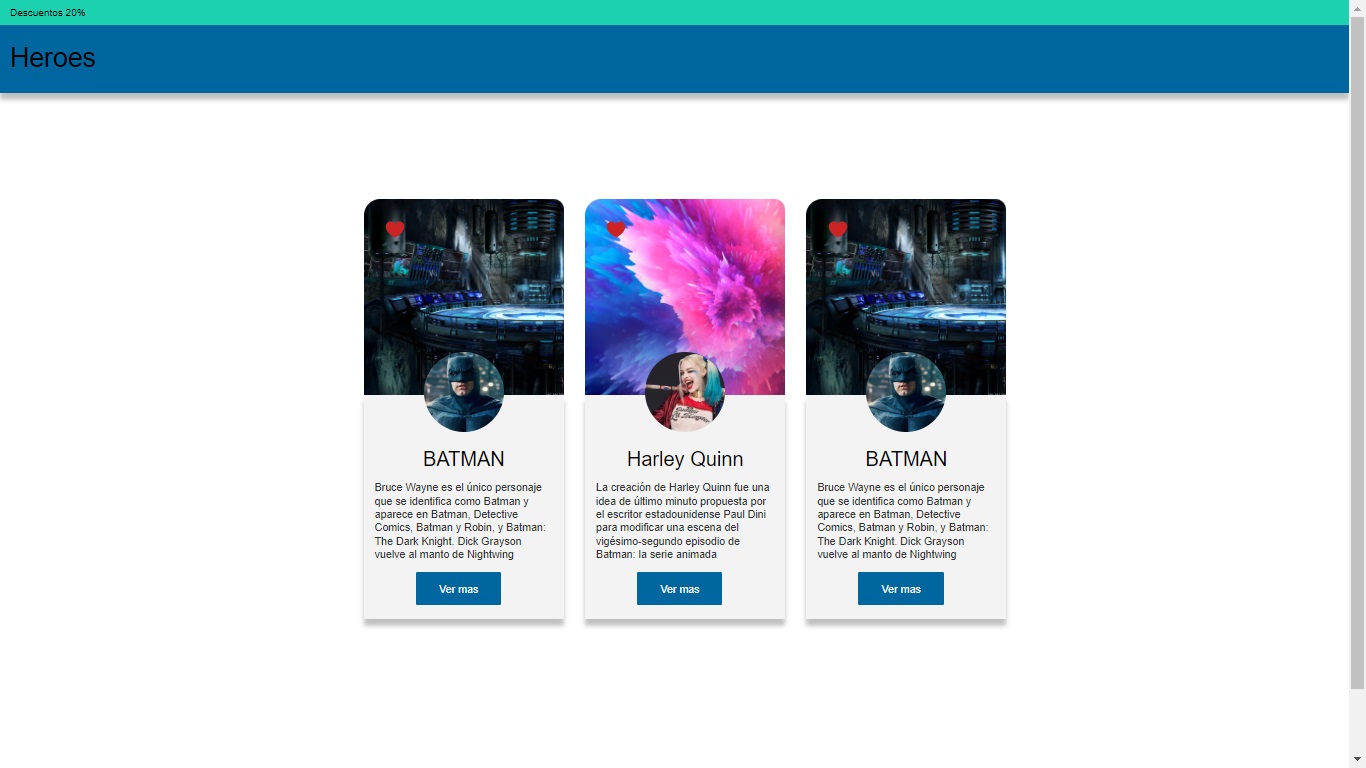 Descuentos 20%
Heroes
BATMAN
Bruce Wayne es el único personaje
que se identifica como Batman y
aparece en Batman, Detective
Comics, Batman y Robin, y Batman:
The Dark Knight. Dick Grayson
vuelve al manto de Nightwing
Ver mas
Harley Quinn
La creación de Harley Quinn fue una
idea de último minuto propuesta por
el escritor estadounidense Paul Dini
para modificar una escena del
vigésimo-segundo episodio de
Batman: la serie animada
Ver mas
BATMAN
Bruce Wayne es el único personaje
que se identifica como Batman y
aparece en Batman, Detective
Comics, Batman y Robin, y Batman:
The Dark Knight. Dick Grayson
vuelve al manto de Nightwing
Ver mas